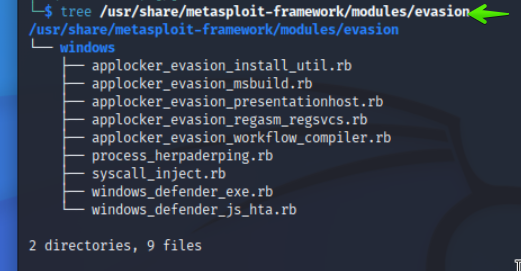 └─$ tree /usr/share/metasploit-framework/modules/evasion
/usr/share/metasploit-framework/modules/evasion
└── windows
    ├── applocker_evasion_install_util.rb
    ├── applocker_evasion_msbuild.rb
    ├── applocker_evasion_presentationhost.rb
    ├── applocker_evasion_regasm_regsvcs.rb
    ├── applocker_evasion_workflow_compiler.rb
    ├── process_herpaderping.rb
    ├── syscall_inject.rb
    ├── windows_defender_exe.rb
    └── windows_defender_js_hta.rb
2 directories, 9 files